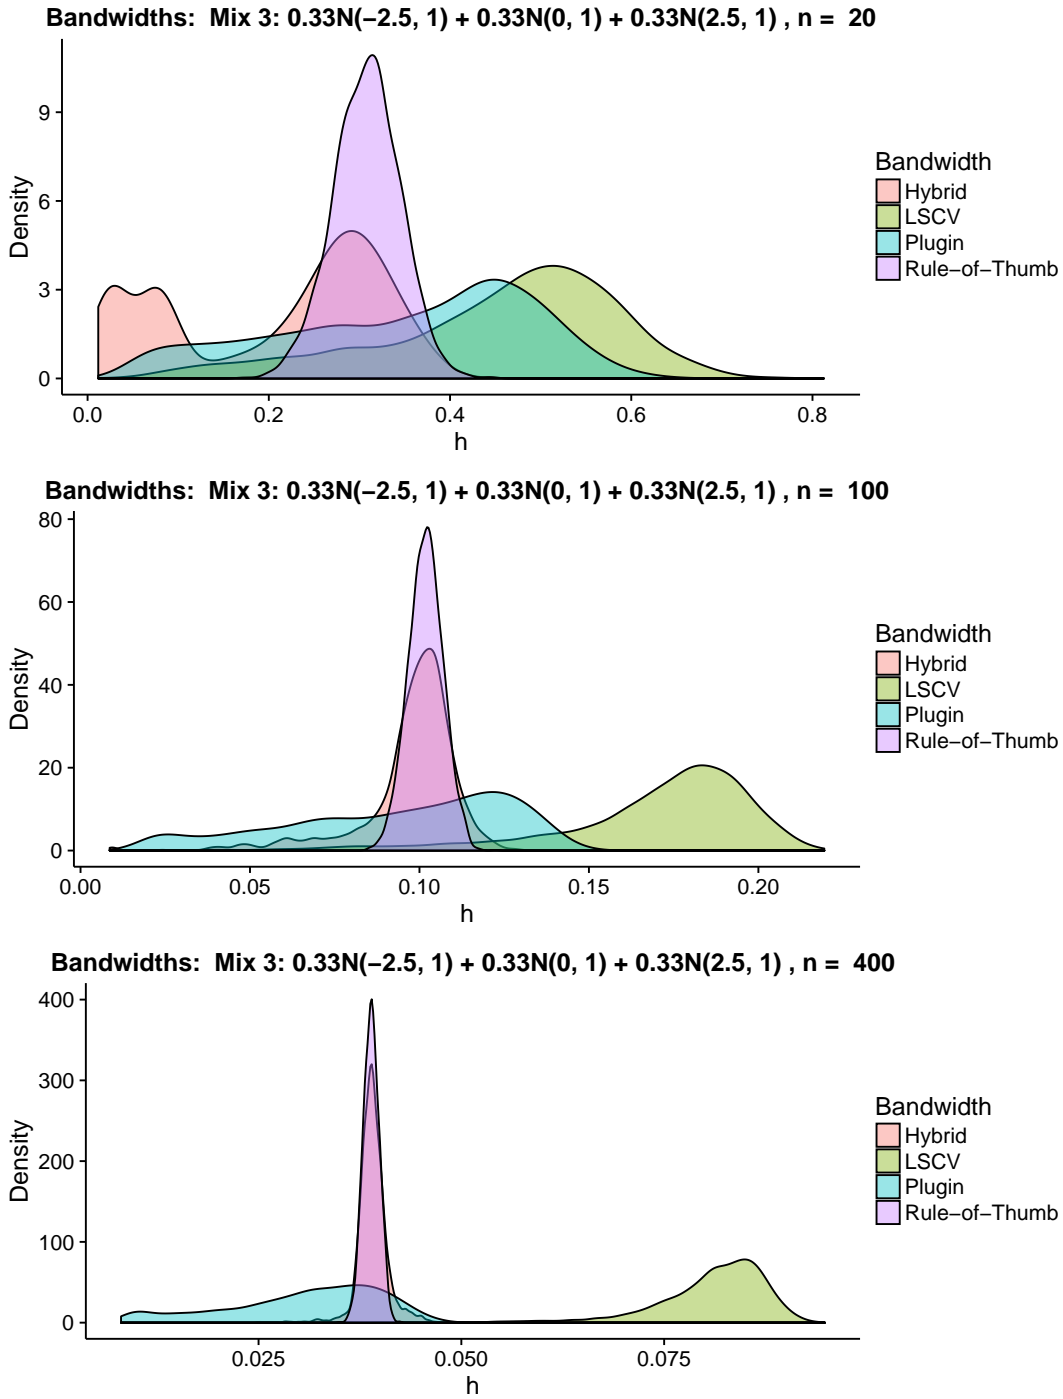 Bandwidths:  Mix 3: 0.33N(−2.5, 1) + 0.33N(0, 1) + 0.33N(2.5, 1) , n =  20
Density
9
6
3
0
0.0 0.2 0.4 0.6 0.8
h
Bandwidth
Hybrid
LSCV
Plugin
Rule−of−Thumb
Bandwidths:  Mix 3: 0.33N(−2.5, 1) + 0.33N(0, 1) + 0.33N(2.5, 1) , n =  100
Density
80
60
40
20
0
0.00 0.05 0.10 0.15 0.20
h
Bandwidth
Hybrid
LSCV
Plugin
Rule−of−Thumb
Bandwidths:  Mix 3: 0.33N(−2.5, 1) + 0.33N(0, 1) + 0.33N(2.5, 1) , n =  400
Density
400
300
200
100
0
0.025 0.050 0.075
h
Bandwidth
Hybrid
LSCV
Plugin
Rule−of−Thumb